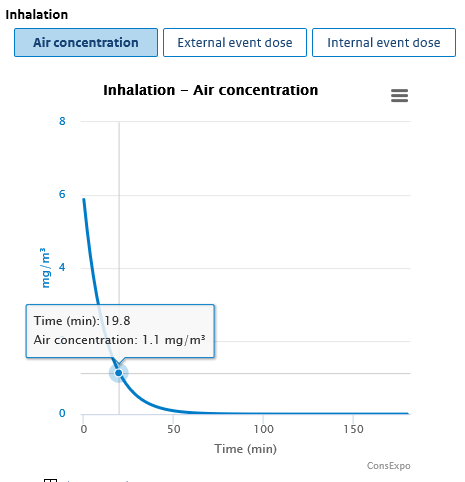 Inhalation
Air concentration
External event dose
Internal event dose
Inhalation – Air concentration
8
6
4
0
mg/m³
Time (min): 19.8
Air concentration: 1.1 mg/m³
0
50
100
150
Time (min)
ConsExpo